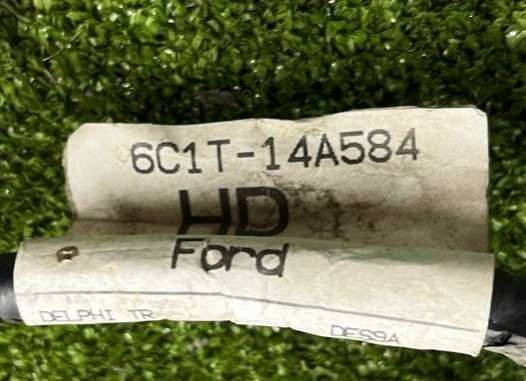 6C1T-14A584
HD
Ford
DELPHI TR
DES9A